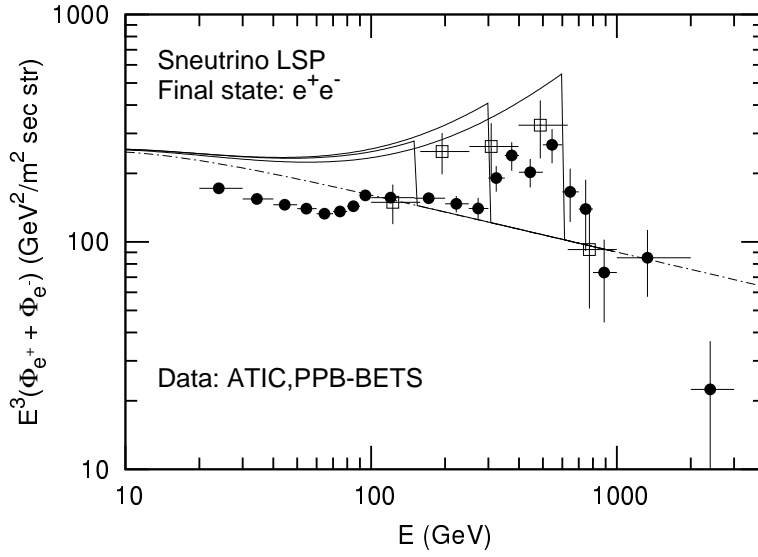 1000
Sneutrino LSP
Final state: e⁺e⁻
E³(Φe⁺ + Φe⁻) (GeV²/m² sec str)
100
Data: ATIC,PPB-BETS
10
10 100 1000
E (GeV)